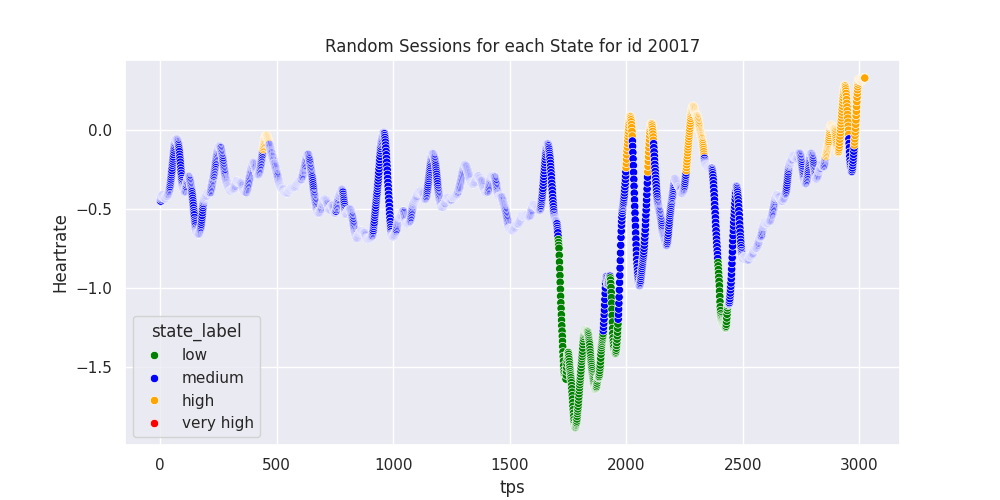 Random Sessions for each State for id 20017
Heartrate
0.0
−0.5
−1.0
−1.5
state_label
low
medium
high
very high
0 500 1000 1500 2000 2500 3000
tps